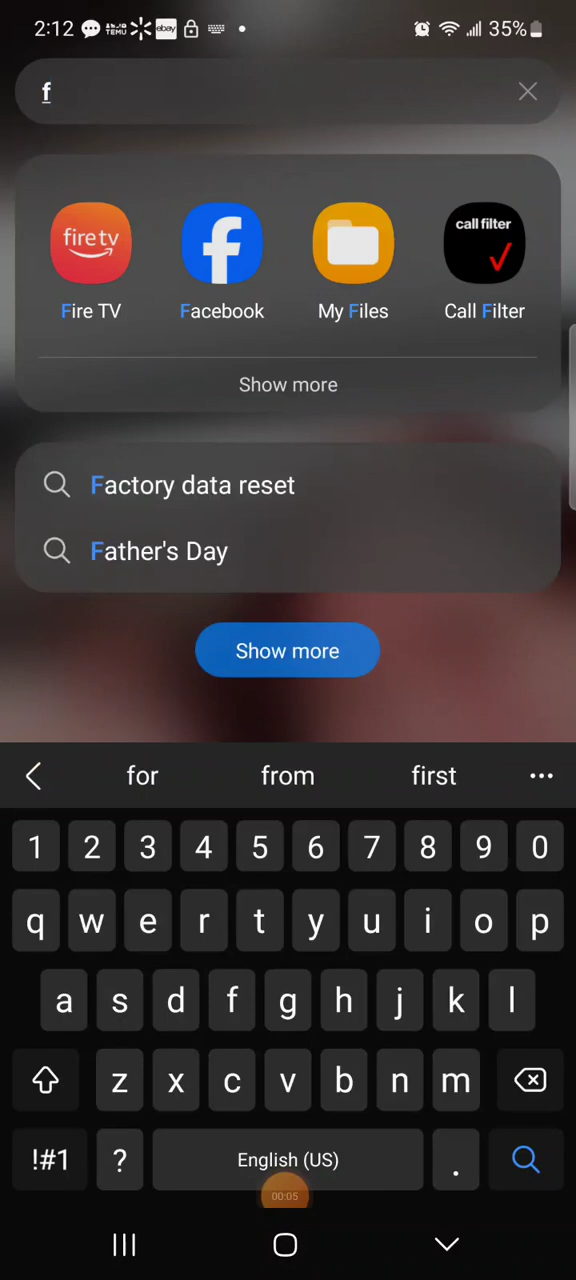 2:12 TEMU ebay 35%
f
fire tv call filter
Fire TV Facebook My Files Call Filter
Show more
Factory data reset
Father's Day
Show more
for from first
1 2 3 4 5 6 7 8 9 0
q w e r t y u i o p
a s d f g h j k l
z x c v b n m
!#1 ? English (US) .
00:05